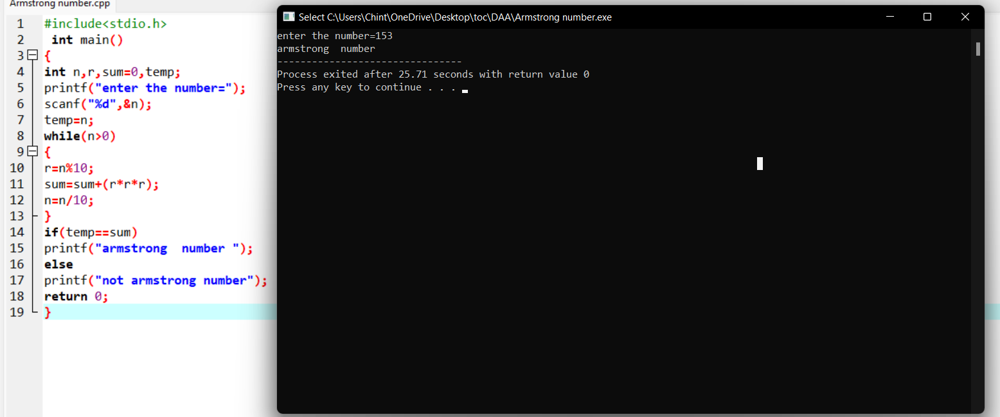 Armstrong number.cpp
1 #include<stdio.h>
2 int main()
3 {
4 int n,r,sum=0,temp;
5 printf("enter the number=");
6 scanf("%d",&n);
7 temp=n;
8 while(n>0)
9 {
10 r=n%10;
11 sum=sum+(r*r*r);
12 n=n/10;
13 }
14 if(temp==sum)
15 printf("armstrong  number ");
16 else
17 printf("not armstrong number");
18 return 0;
19 }
Select C:\Users\Chint\OneDrive\Desktop\toc\DAA\Armstrong number.exe
enter the number=153
armstrong  number
--------------------------------
Process exited after 25.71 seconds with return value 0
Press any key to continue . . .